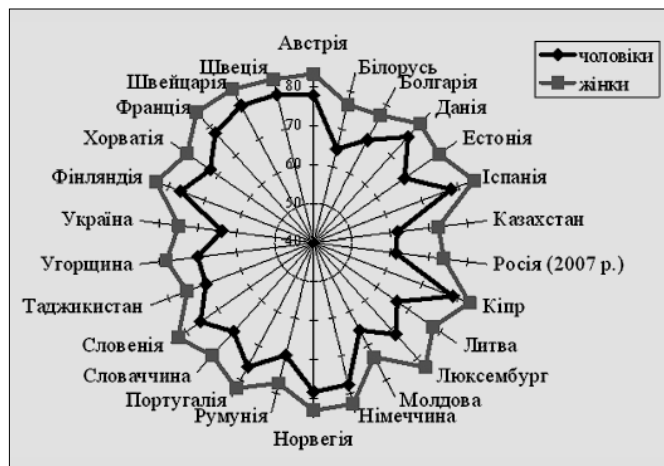 Австрія
Білорусь
Болгарія
Данія
Естонія
Іспанія
Казахстан
Росія (2007 р.)
Кіпр
Литва
Люксембург
Молдова
Німеччина
Норвегія
Румунія
Португалія
Словаччина
Словенія
Таджикистан
Угорщина
Україна
Фінляндія
Хорватія
Франція
Швейцарія
Швеція
80
70
60
50
40
чоловіки
жінки